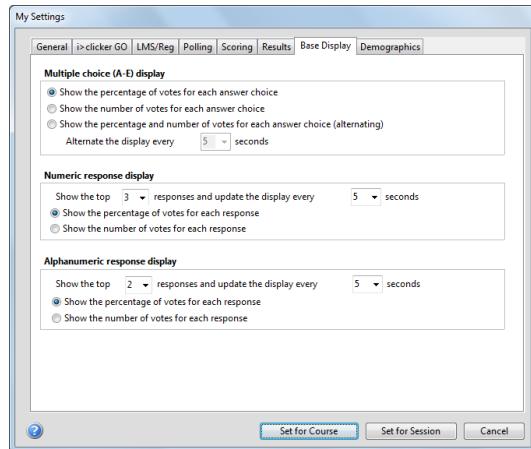 My Settings
General i>clicker GO LMS/Reg Polling Scoring Results Base Display Demographics
Multiple choice (A-E) display
Show the percentage of votes for each answer choice
Show the number of votes for each answer choice
Show the percentage and number of votes for each answer choice (alternating)
Alternate the display every 5 seconds
Numeric response display
Show the top 3 responses and update the display every 5 seconds
Show the percentage of votes for each response
Show the number of votes for each response
Alphanumeric response display
Show the top 2 responses and update the display every 5 seconds
Show the percentage of votes for each response
Show the number of votes for each response
? Set for Course Set for Session Cancel